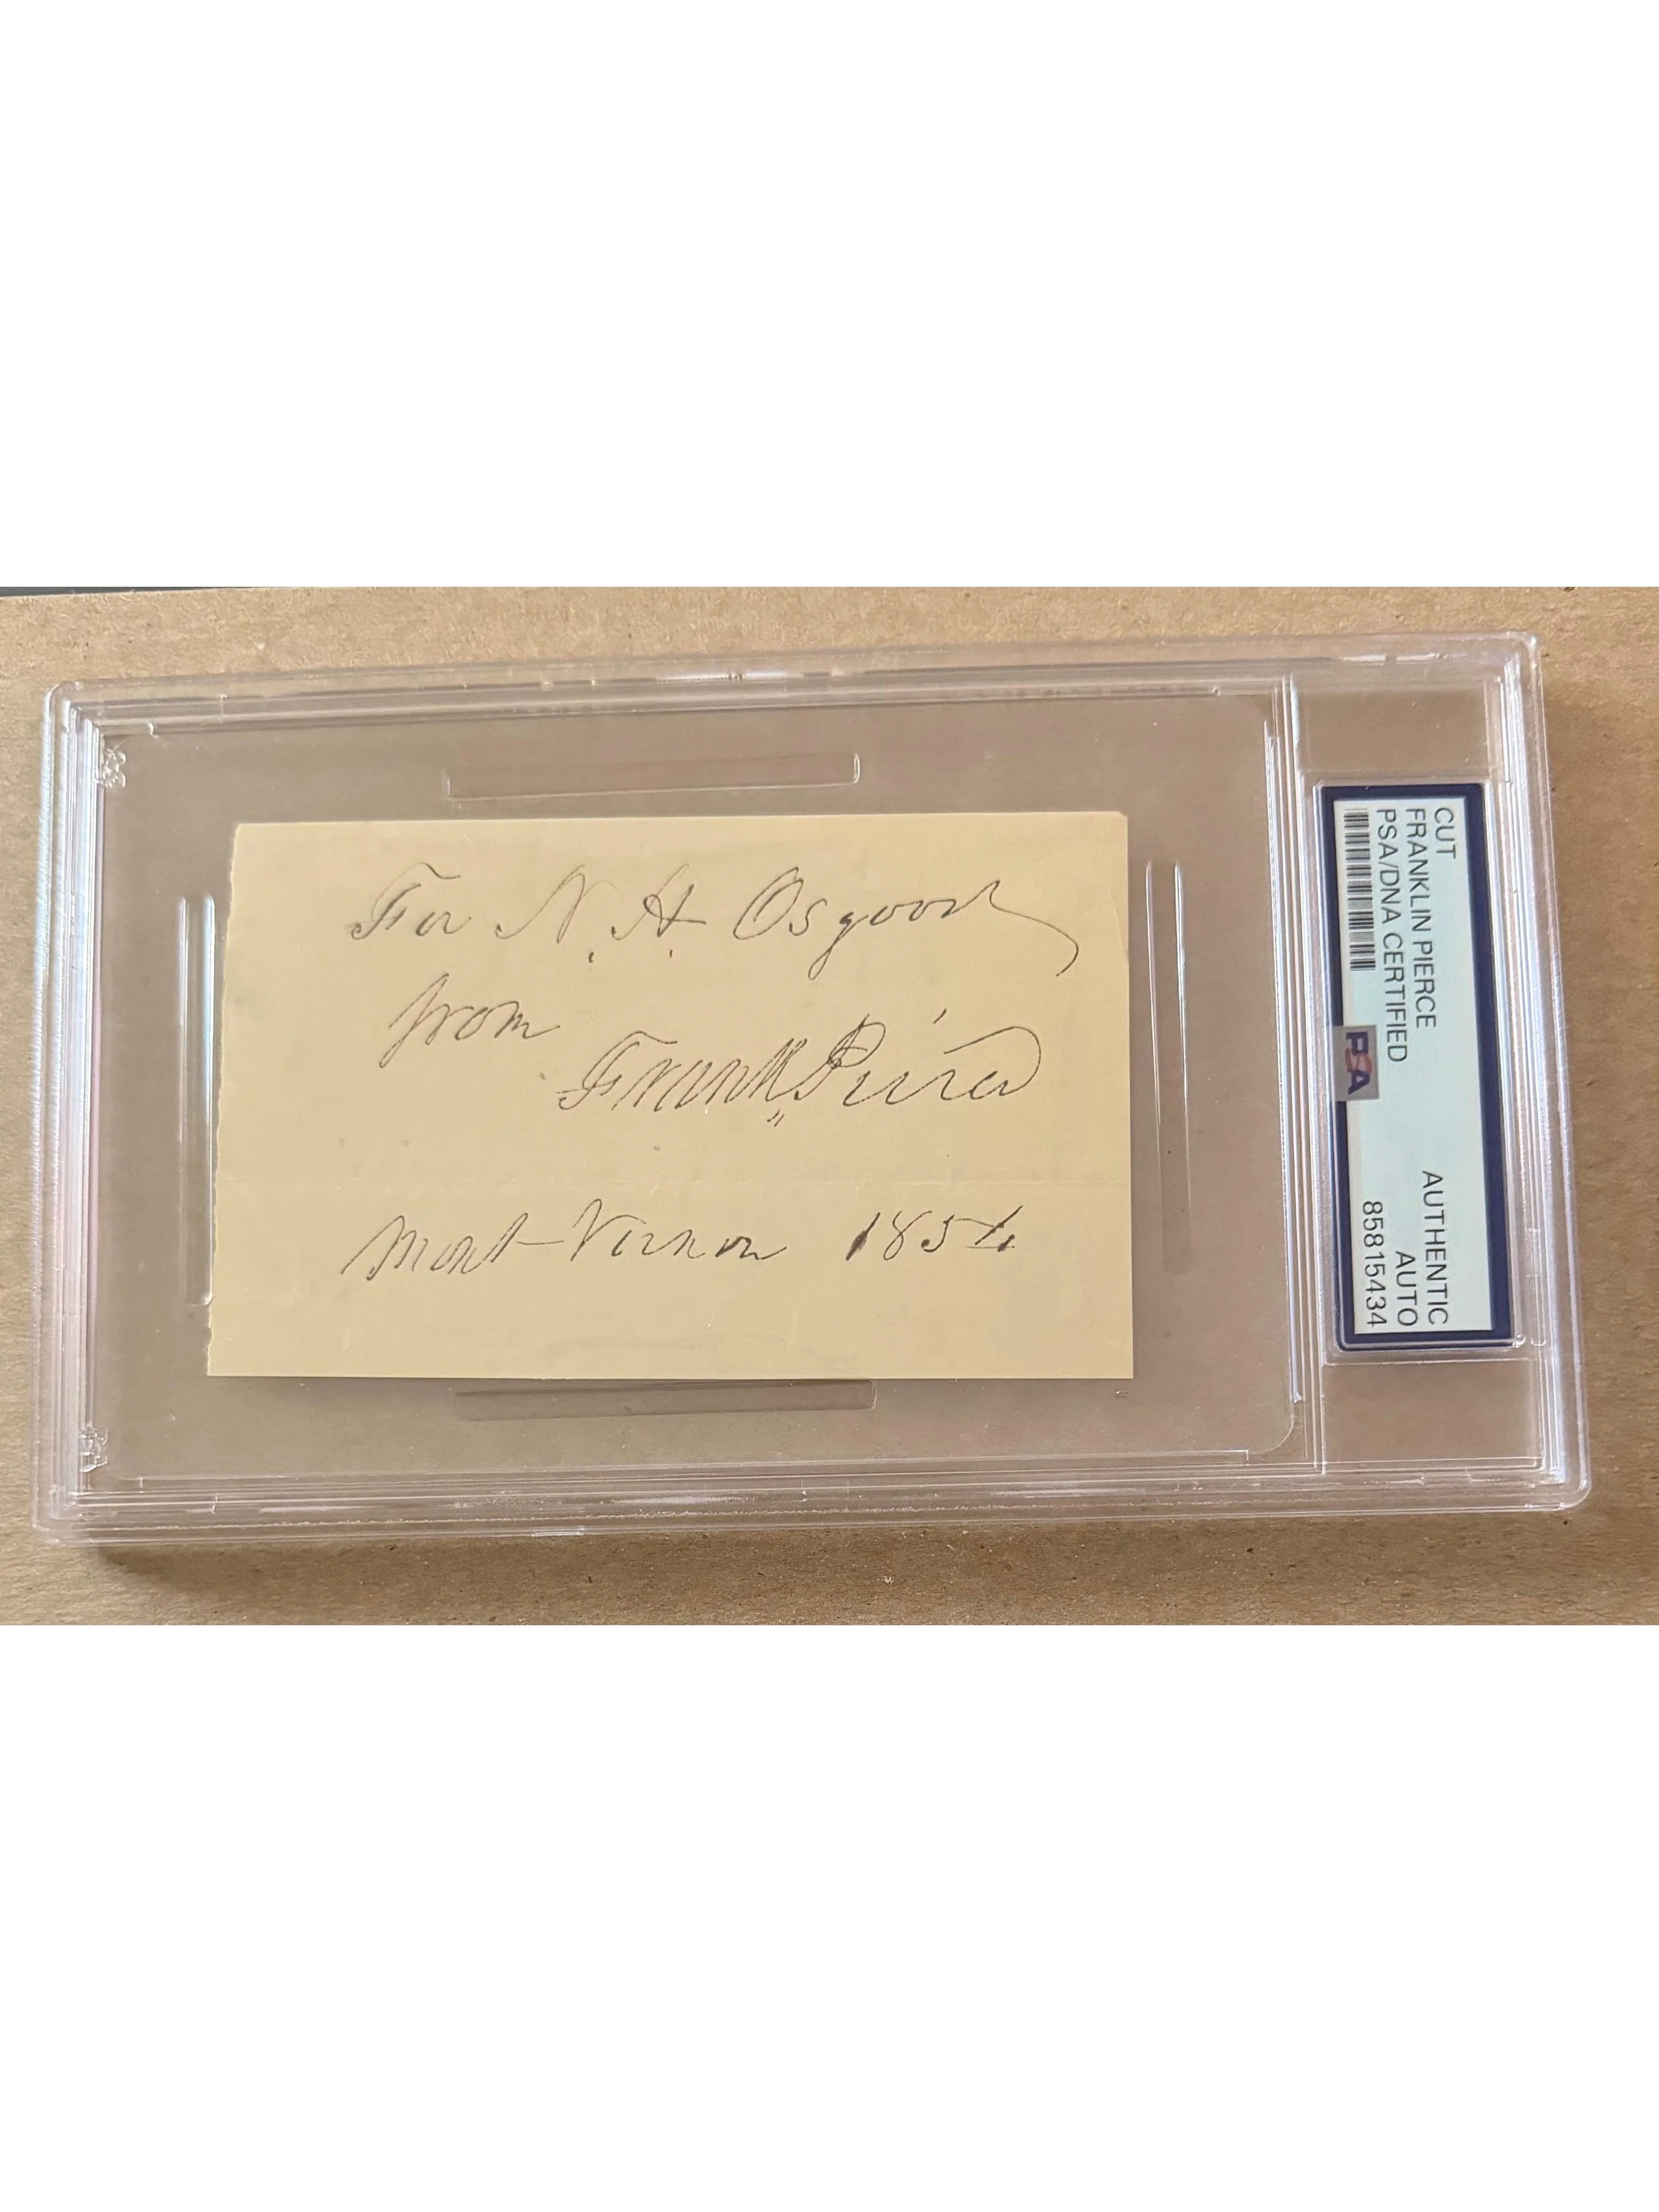 For N. H. Osgood
from
Frank. Pierce
Mont Vernon 1854
CUT
FRANKLIN PIERCE
PSA/DNA CERTIFIED
PSA
AUTHENTIC
AUTO
85815434